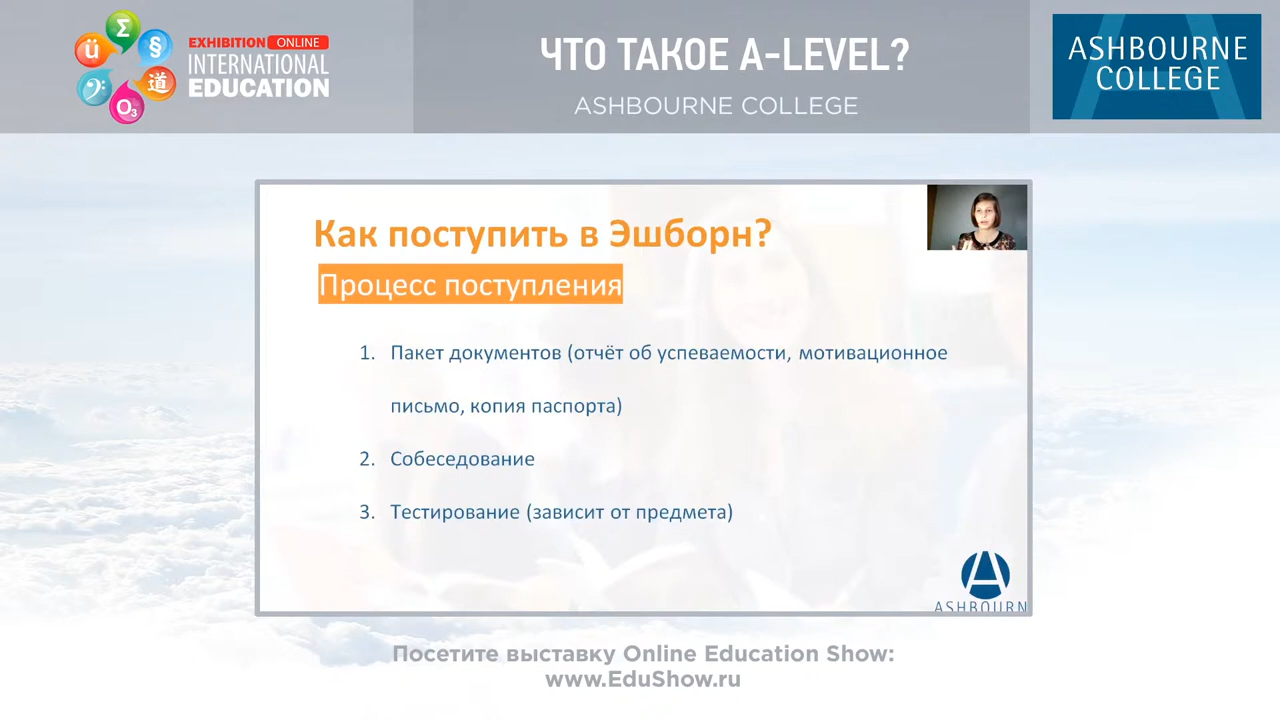 Σ
ü
§
道
O3
EXHIBITION ONLINE
INTERNATIONAL
EDUCATION
ЧТО ТАКОЕ A-LEVEL?
ASHBOURNE COLLEGE
ASHBOURNE
COLLEGE
Как поступить в Эшборн?
Процесс поступления
1. Пакет документов (отчёт об успеваемости, мотивационное
письмо, копия паспорта)
2. Собеседование
3. Тестирование (зависит от предмета)
ASHBOURN
Посетите выставку Online Education Show:
www.EduShow.ru